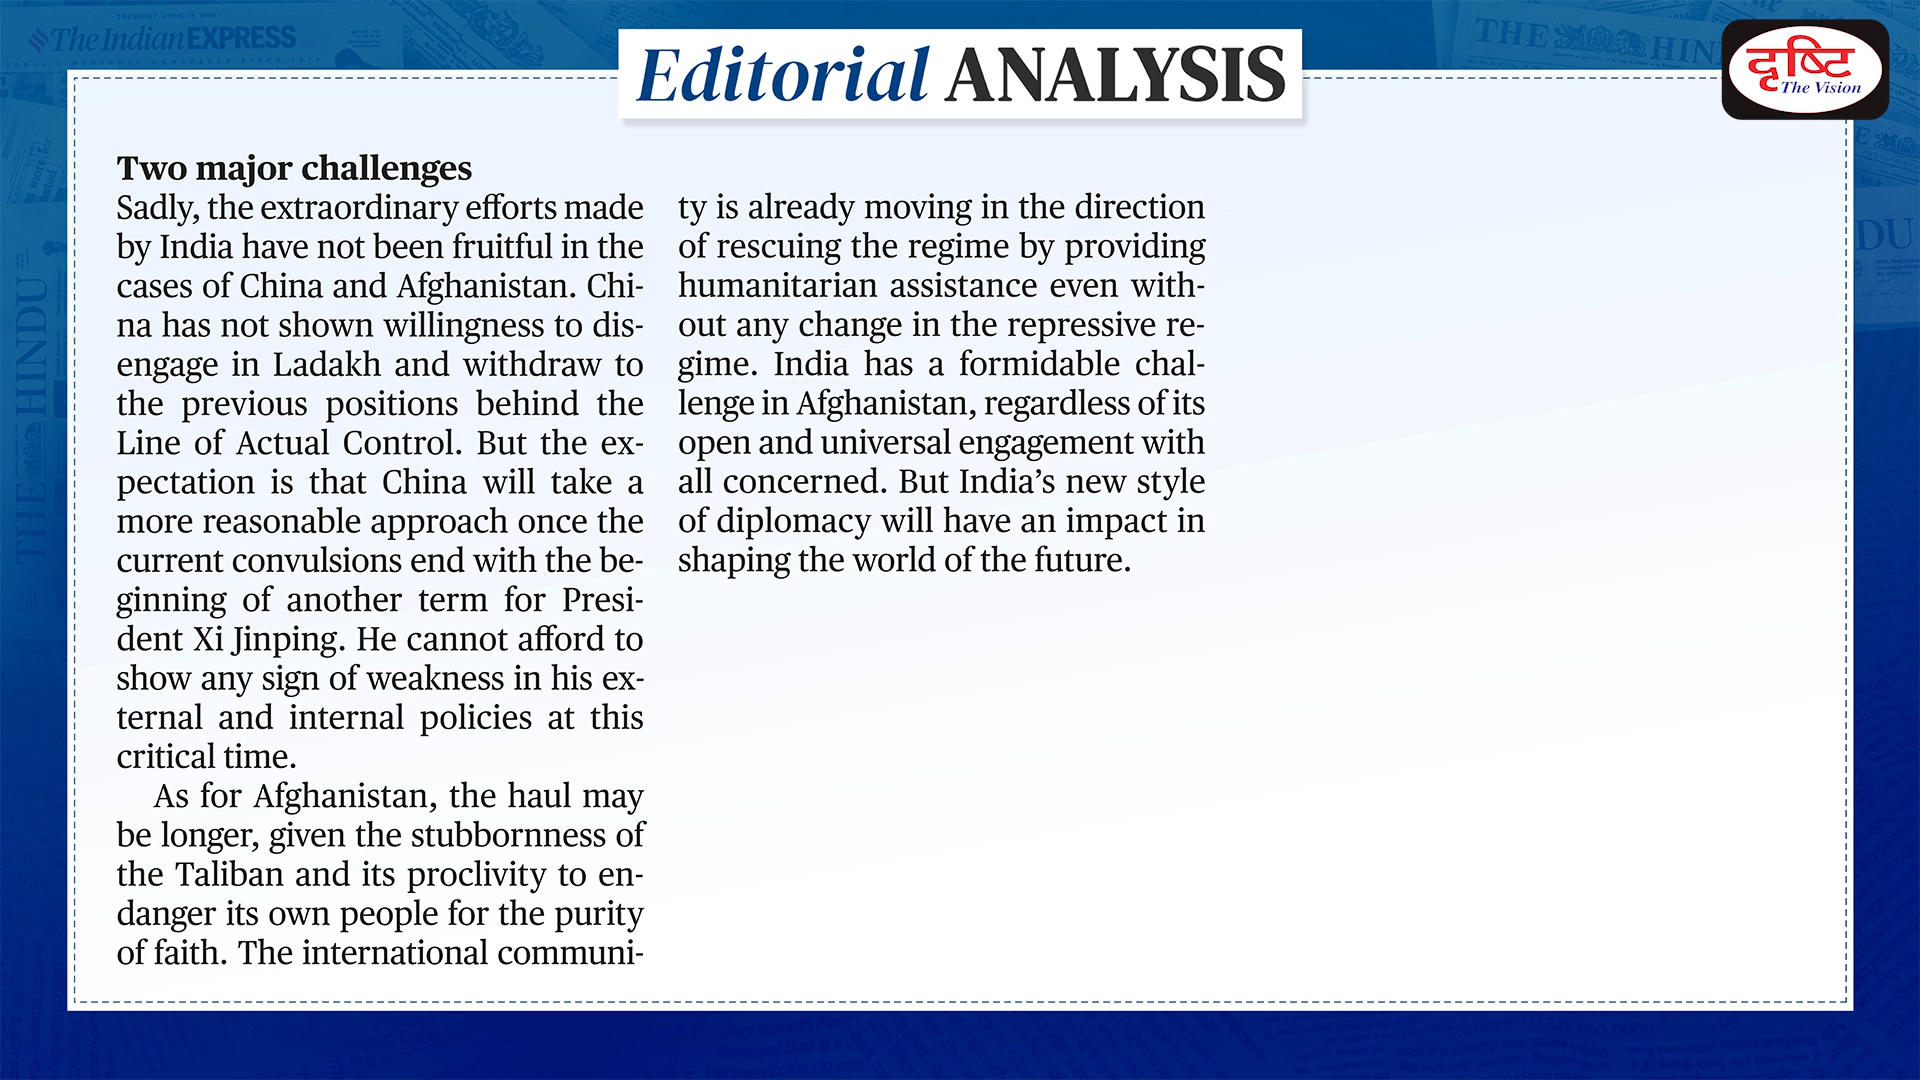 THURSDAY, APRIL 19, 2008
The Indian EXPRESS
THE HIN
Editorial ANALYSIS
दृष्टि
The Vision
Two major challenges
Sadly, the extraordinary efforts made
by India have not been fruitful in the
cases of China and Afghanistan. Chi-
na has not shown willingness to dis-
engage in Ladakh and withdraw to
the previous positions behind the
Line of Actual Control. But the ex-
pectation is that China will take a
more reasonable approach once the
current convulsions end with the be-
ginning of another term for Presi-
dent Xi Jinping. He cannot afford to
show any sign of weakness in his ex-
ternal and internal policies at this
critical time.
As for Afghanistan, the haul may
be longer, given the stubbornness of
the Taliban and its proclivity to en-
danger its own people for the purity
of faith. The international communi-
ty is already moving in the direction
of rescuing the regime by providing
humanitarian assistance even with-
out any change in the repressive re-
gime. India has a formidable chal-
lenge in Afghanistan, regardless of its
open and universal engagement with
all concerned. But India's new style
of diplomacy will have an impact in
shaping the world of the future.
THE HINDU
DU